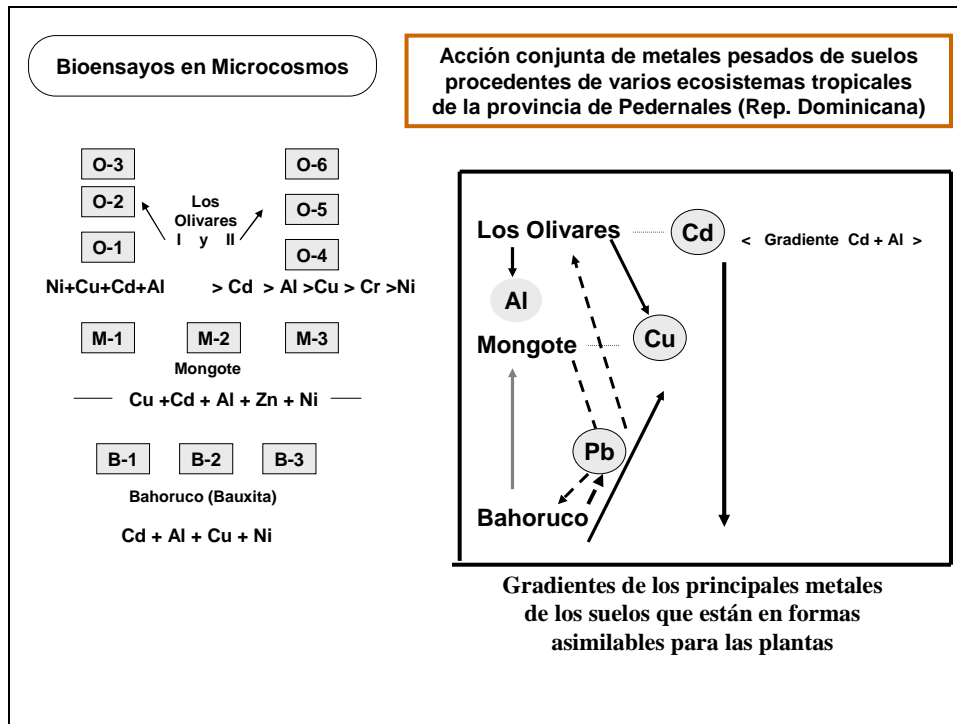 Bioensayos en Microcosmos
Acción conjunta de metales pesados de suelos
procedentes de varios ecosistemas tropicales
de la provincia de Pedernales (Rep. Dominicana)
O-3
O-2
O-1
Los
Olivares
I y II
O-6
O-5
O-4
Ni+Cu+Cd+Al
> Cd > Al >Cu > Cr >Ni
M-1
M-2
M-3
Mongote
Cu +Cd + Al + Zn + Ni
B-1
B-2
B-3
Bahoruco (Bauxita)
Cd + Al + Cu + Ni
Los Olivares
Cd
< Gradiente Cd + Al >
Al
Mongote
Cu
Pb
Bahoruco
Gradientes de los principales metales
de los suelos que están en formas
asimilables para las plantas